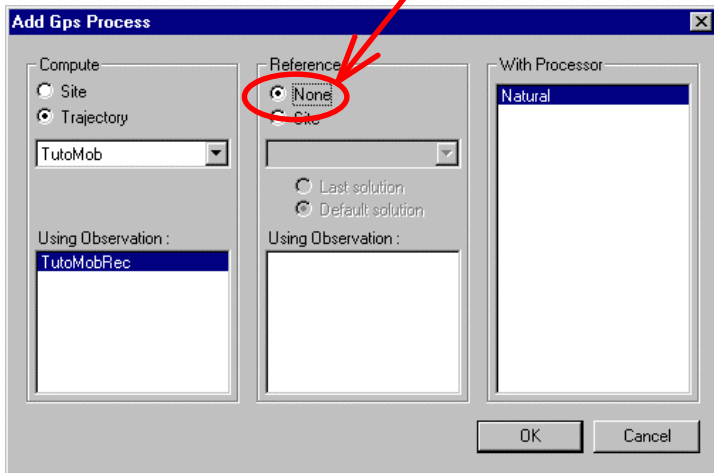 Add Gps Process
Compute
Site
Trajectory
TutoMob
Using Observation :
TutoMobRec
Reference
None
Site
Last solution
Default solution
Using Observation :
With Processor
Natural
OK
Cancel